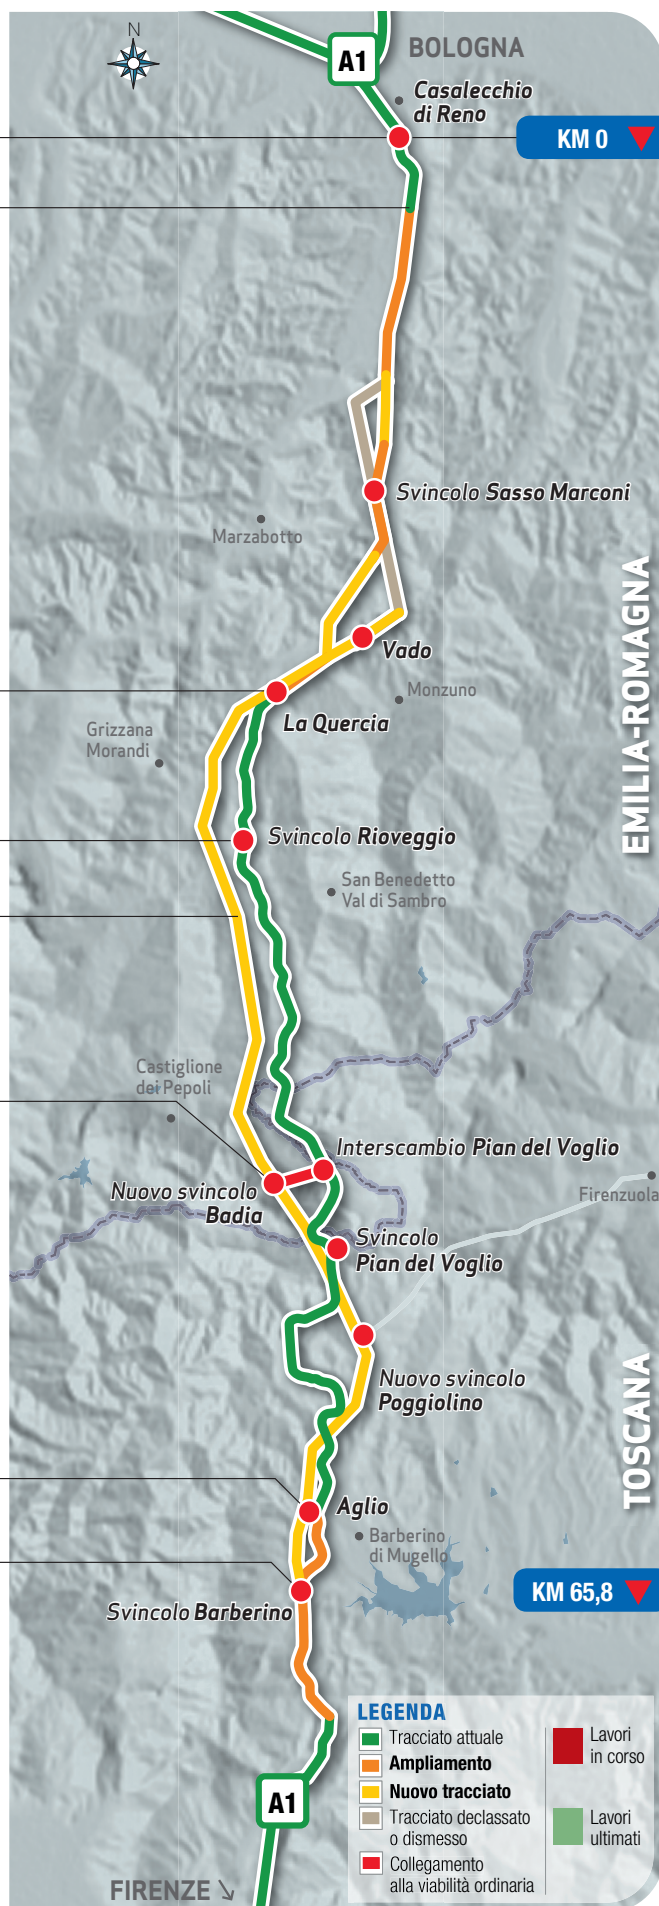 N
A1
BOLOGNA
Casalecchio
di Reno
KM 0
Svincolo Sasso Marconi
Marzabotto
EMILIA-ROMAGNA
Vado
Monzuno
La Quercia
Grizzana
Morandi
Svincolo Rioveggio
San Benedetto
Val di Sambro
Castiglione
dei Pepoli
Interscambio Pian del Voglio
Nuovo svincolo
Badia
Firenzuola
Svincolo
Pian del Voglio
Nuovo svincolo
Poggiolino
TOSCANA
Aglio
Barberino
di Mugello
KM 65,8
Svincolo Barberino
LEGENDA
Tracciato attuale
Ampliamento
Nuovo tracciato
Tracciato declassato
o dismesso
Collegamento
alla viabilità ordinaria
Lavori
in corso
Lavori
ultimati
A1
FIRENZE